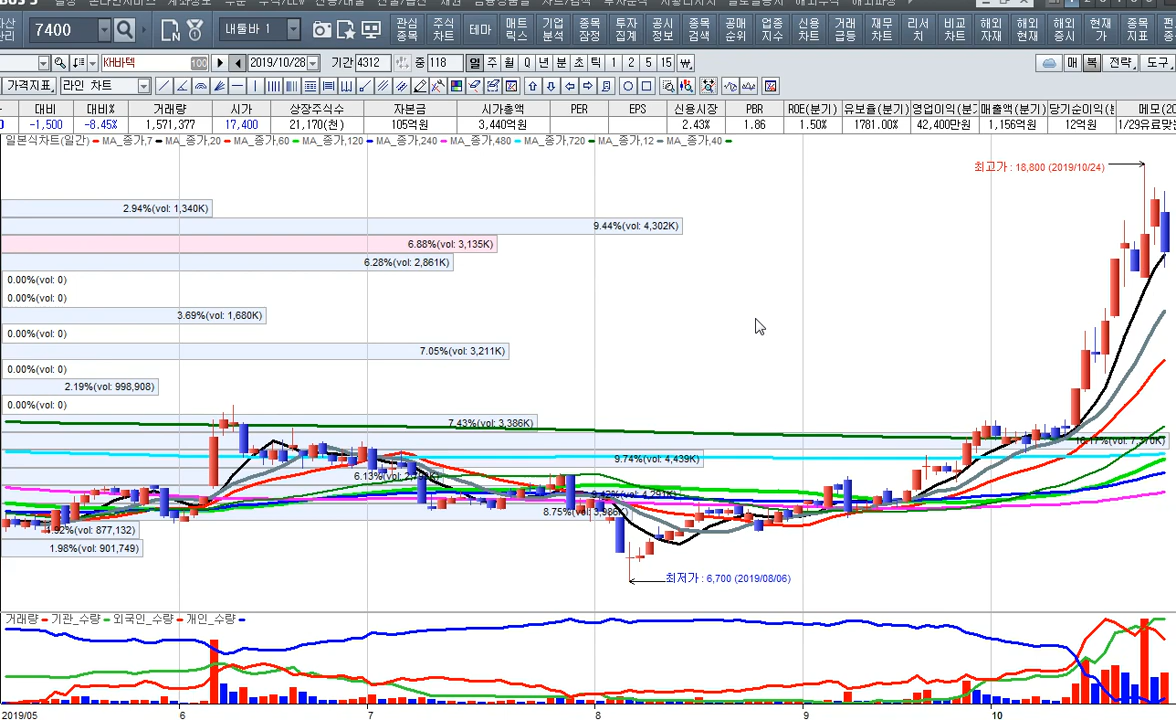 7400 내툴바 1 관심종목 주식차트 테마 매트릭스 기업분석 종목잠정 투자집계 공시정보 종목검색 공매순위 업종지수 신용차트 거래급등 재무차트 리서치 비교차트 해외자재 해외현재 해외증시 현재가 종목지표
KH바텍 100 2019/10/28 기간 4312 중 118 일 주 월 Q 년 분 초 틱 1 2 5 15 매 복 전략 도구
가격지표 라인 차트
대비 대비% 거래량 시가 상장주식수 자본금 시가총액 PER EPS 신용시장 PBR ROE(분기) 유보율(분기) 영업이익(분기 매출액(분기) 당기순이익(분 메모(20
-1,500 -8.45% 1,571,377 17,400 21,170(천) 105억원 3,440억원 2.43% 1.86 1.50% 1781.00% 42,400만원 1,156억원 12억원 1/29유료맞
일본식차트(일간) MA_종가,7 MA_종가,20 MA_종가,60 MA_종가,120 MA_종가,240 MA_종가,480 MA_종가,720 MA_종가,12 MA_종가,40
최고가 : 18,800 (2019/10/24)
2.94%(vol: 1,340K)
9.44%(vol: 4,302K)
6.88%(vol: 3,135K)
6.28%(vol: 2,861K)
0.00%(vol: 0)
0.00%(vol: 0)
3.69%(vol: 1,680K)
0.00%(vol: 0)
7.05%(vol: 3,211K)
0.00%(vol: 0)
2.19%(vol: 998,908)
0.00%(vol: 0)
7.43%(vol: 3,386K)
16.17%(vol: 7,370K)
9.74%(vol: 4,439K)
8.75%(vol: 3,986K)
1.92%(vol: 877,132)
1.98%(vol: 901,749)
최저가 : 6,700 (2019/08/06)
거래량 기관_수량 외국인_수량 개인_수량
2019/05 6 7 8 9 10